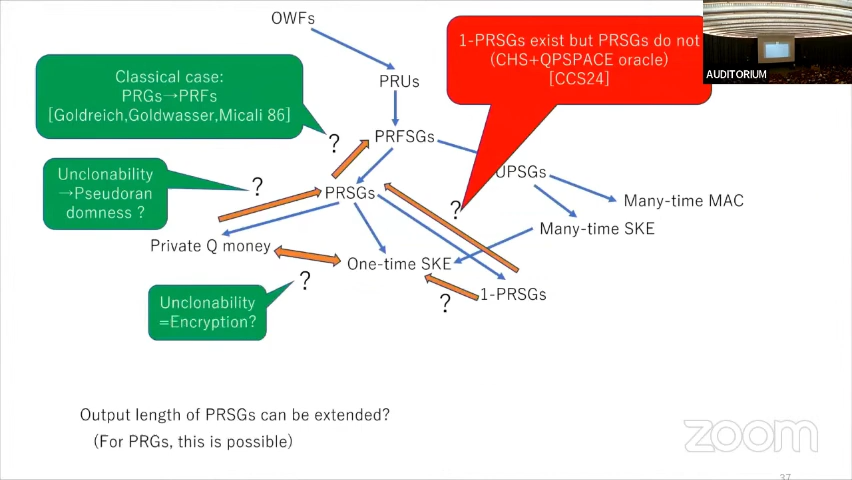 OWFs
1-PRSGs exist but PRSGs do not
(CHS+QPSPACE oracle)
[CCS24]
AUDITORIUM
Classical case:
PRGs→PRFs
[Goldreich,Goldwasser,Micali 86]
PRUs
?
PRFSGs
Unclonability
→Pseudoran
domness ?
?
PRSGs
UPSGs
?
Many-time MAC
Many-time SKE
Private Q money
One-time SKE
?
1-PRSGs
?
Unclonability
=Encryption?
Output length of PRSGs can be extended?
(For PRGs, this is possible)
zoom
37